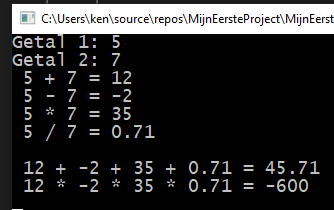 C:\Users\ken\source\repos\MijnEersteProject\MijnEerst
Getal 1: 5
Getal 2: 7
5 + 7 = 12
5 - 7 = -2
5 * 7 = 35
5 / 7 = 0.71
12 + -2 + 35 + 0.71 = 45.71
12 * -2 * 35 * 0.71 = -600